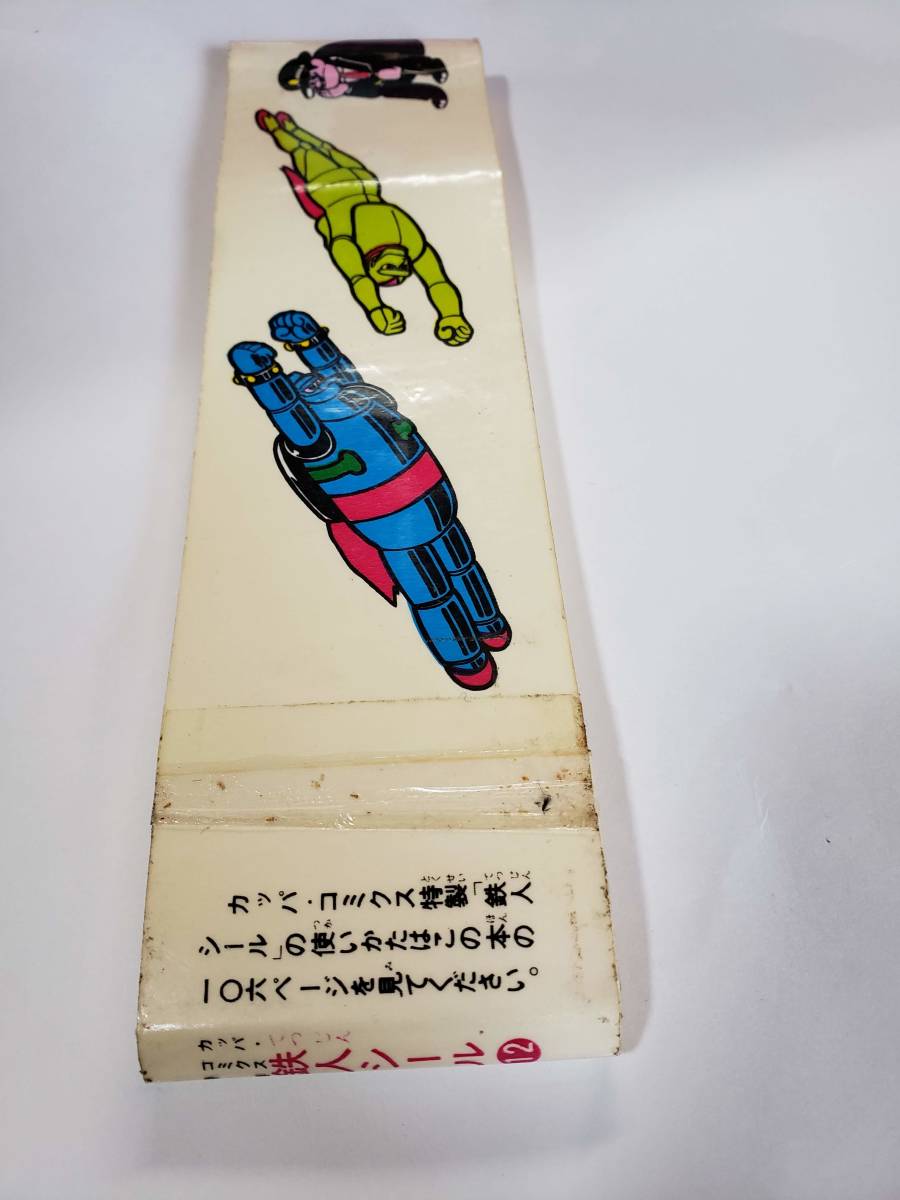 カッパ・コミクス特製「鉄人
シール」の使いかたはこの本の
一〇六ページを見てください。
カッパ・コミクス
鉄人シール 12